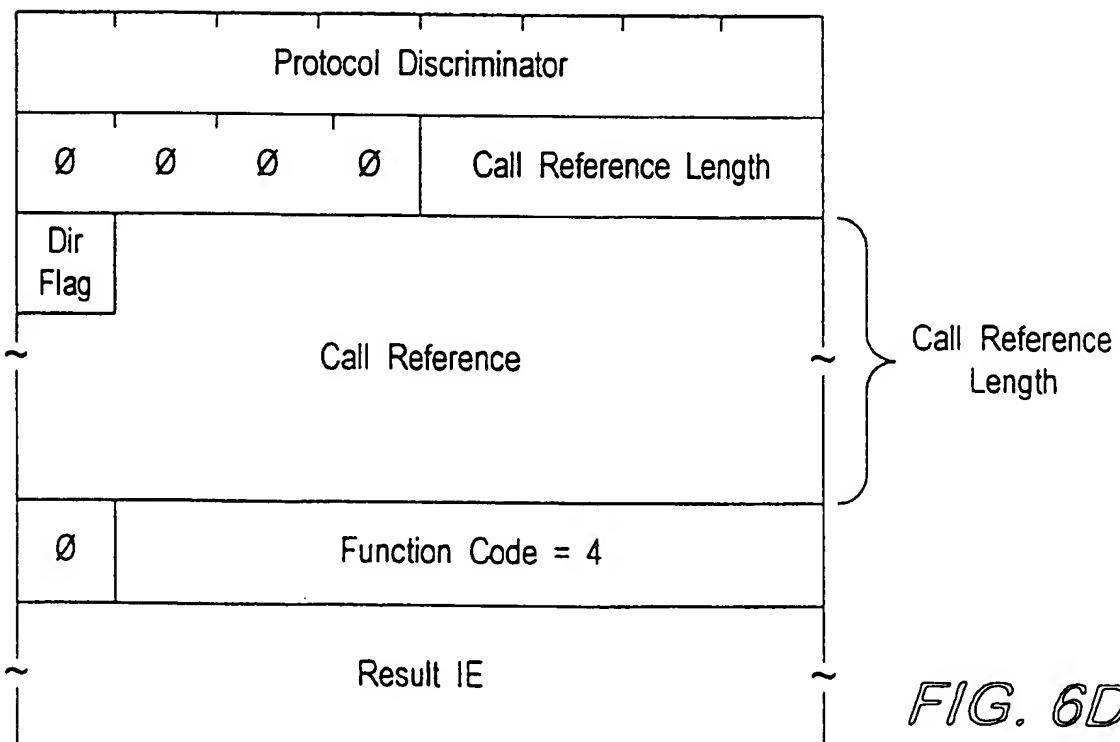 Protocol Discriminator
Ø Ø Ø Ø Call Reference Length
Dir
Flag
Call Reference
Call Reference
Length
Ø Function Code = 4
Result IE
FIG. 6D